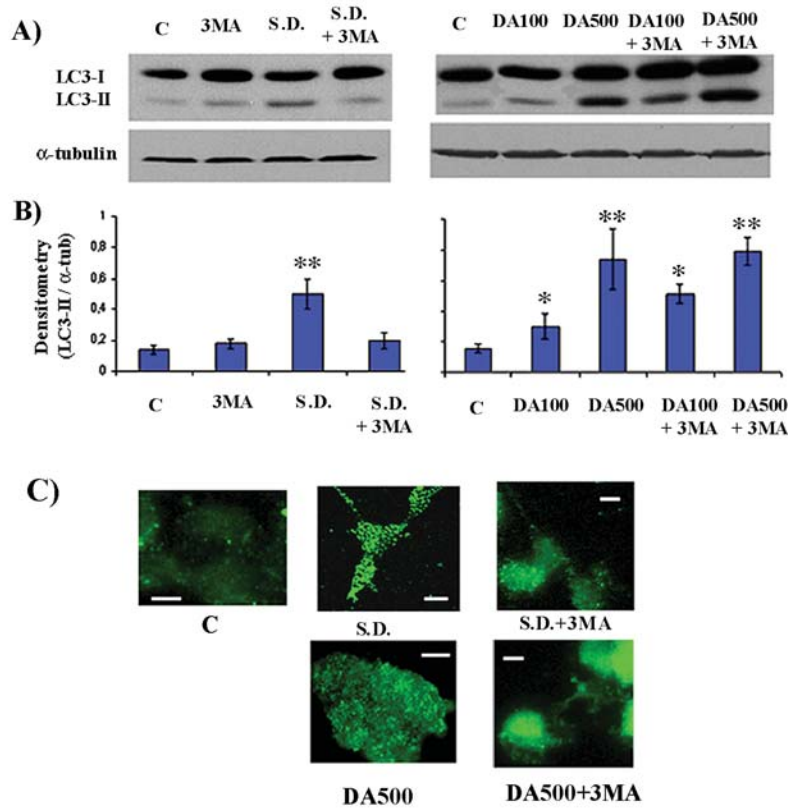 A)
C 3MA S.D. S.D. + 3MA
C DA100 DA500 DA100 + 3MA DA500 + 3MA
LC3-I
LC3-II
α-tubulin
B)
Densitometry
(LC3-II / α-tub)
1
0,8
0,6
0,4
0,2
0
**
* ** * **
C 3MA S.D. S.D. + 3MA
C DA100 DA500 DA100 + 3MA DA500 + 3MA
C)
C S.D. S.D.+3MA
DA500 DA500+3MA